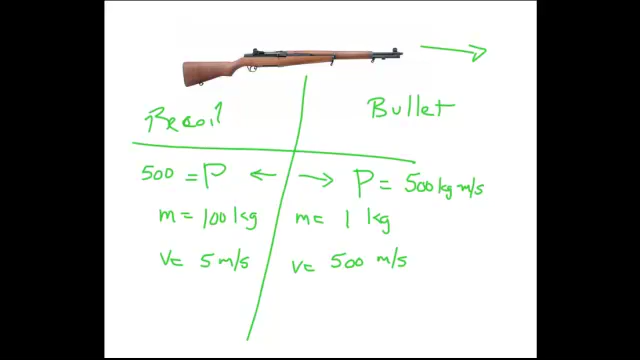 Recoil Bullet
500 = P ← → P = 500 kg m/s
m = 100 kg m = 1 kg
v = 5 m/s v = 500 m/s